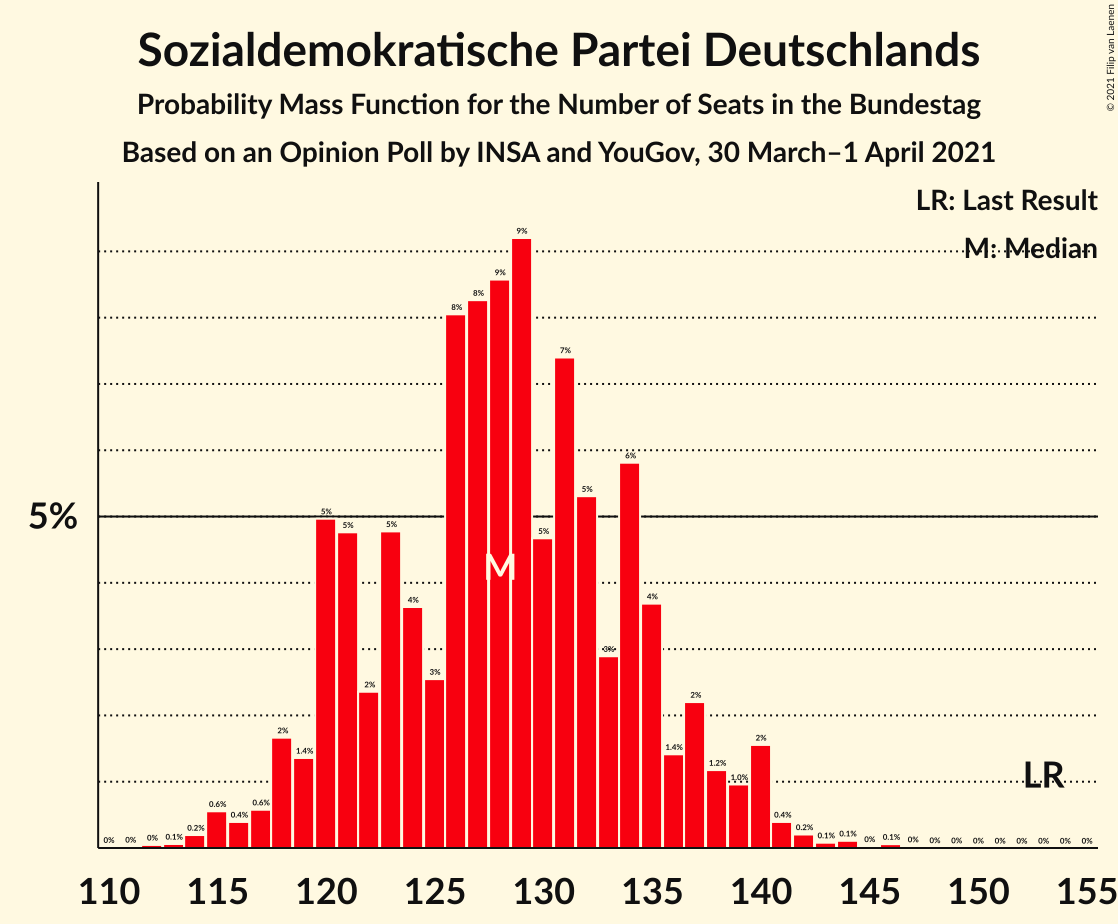 Sozialdemokratische Partei Deutschlands
Probability Mass Function for the Number of Seats in the Bundestag
Based on an Opinion Poll by INSA and YouGov, 30 March–1 April 2021
© 2021 Filip van Laenen
LR: Last Result
M: Median
5%
0% 0% 0% 0.1% 0.2% 0.6% 0.4% 0.6% 2% 1.4% 5% 5% 2% 5% 4% 3% 8% 8% 9% 9% 5% 7% 5% 3% 6% 4% 1.4% 2% 1.2% 1.0% 2% 0.4% 0.2% 0.1% 0.1% 0% 0.1% 0% 0% 0% 0% 0% 0% 0% 0% 0%
M
LR
110 115 120 125 130 135 140 145 150 155